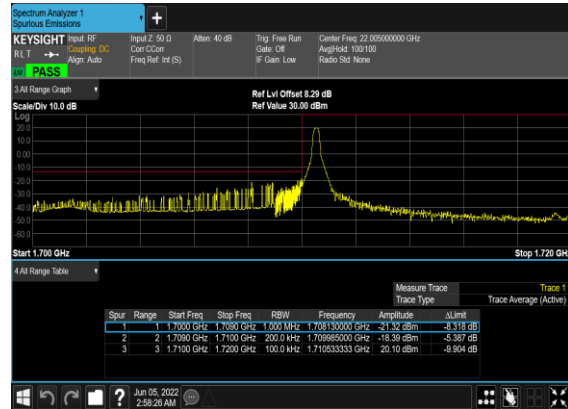 Spectrum Analyzer 1
Spurious Emissions
+
KEYSIGHT Input: RF Input Z: 50 Ω Atten: 40 dB Trig: Free Run Center Freq: 22.005000000 GHz
RLT Coupling: DC Corr CCorr Gate: Off Avg|Hold: 100/100
Align: Auto Freq Ref: Int (S) IF Gain: Low Radio Std: None
LW PASS
3 All Range Graph
Ref Lvl Offset 8.29 dB
Scale/Div 10.0 dB Ref Value 30.00 dBm
Log
20.0
10.0
0.00
-10.0
-20.0
-30.0
-40.0
-50.0
-60.0
Start 1.700 GHz Stop 1.720 GHz
4 All Range Table
Measure Trace Trace 1
Trace Type Trace Average (Active)
Spur Range Start Freq Stop Freq RBW Frequency Amplitude ΔLimit
1 1 1.7000 GHz 1.7090 GHz 1.000 MHz 1.708130000 GHz -21.32 dBm -8.318 dB
2 2 1.7090 GHz 1.7100 GHz 200.0 kHz 1.709985000 GHz -18.39 dBm -5.387 dB
3 3 1.7100 GHz 1.7200 GHz 100.0 kHz 1.710533333 GHz 20.10 dBm -9.904 dB
? Jun 05, 2022
2:58:26 AM